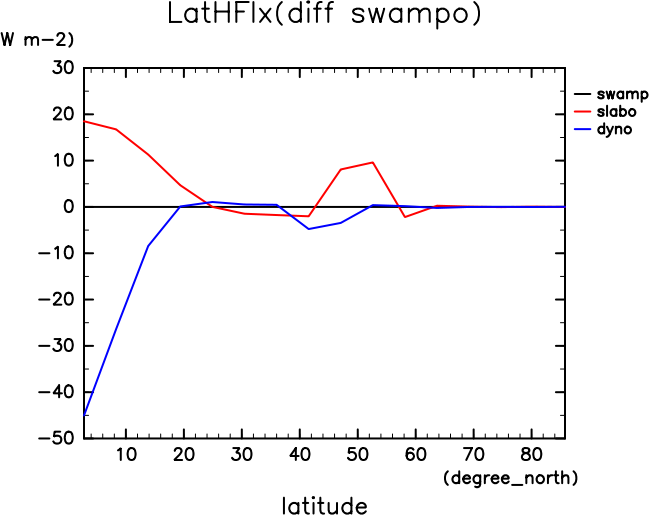 LatHFlx(diff swampo)
W m-2)
swamp
slabo
dyno
30
20
10
0
-10
-20
-30
-40
-50
10 20 30 40 50 60 70 80
(degree_north)
latitude